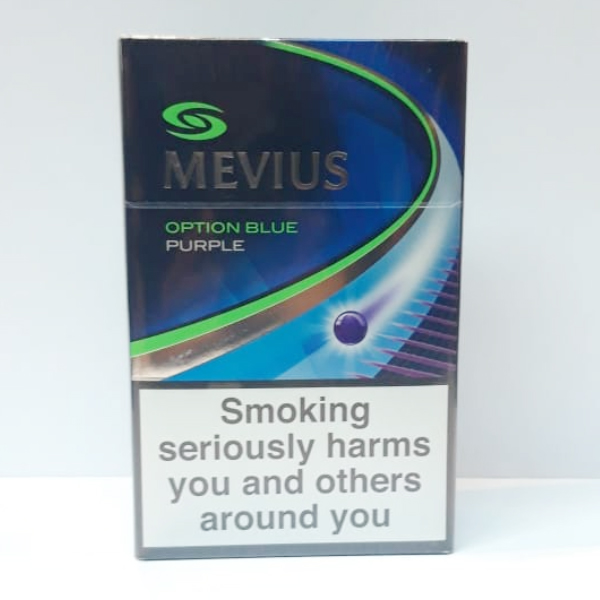 MEVIUS
OPTION BLUE
PURPLE
Smoking
seriously harms
you and others
around you